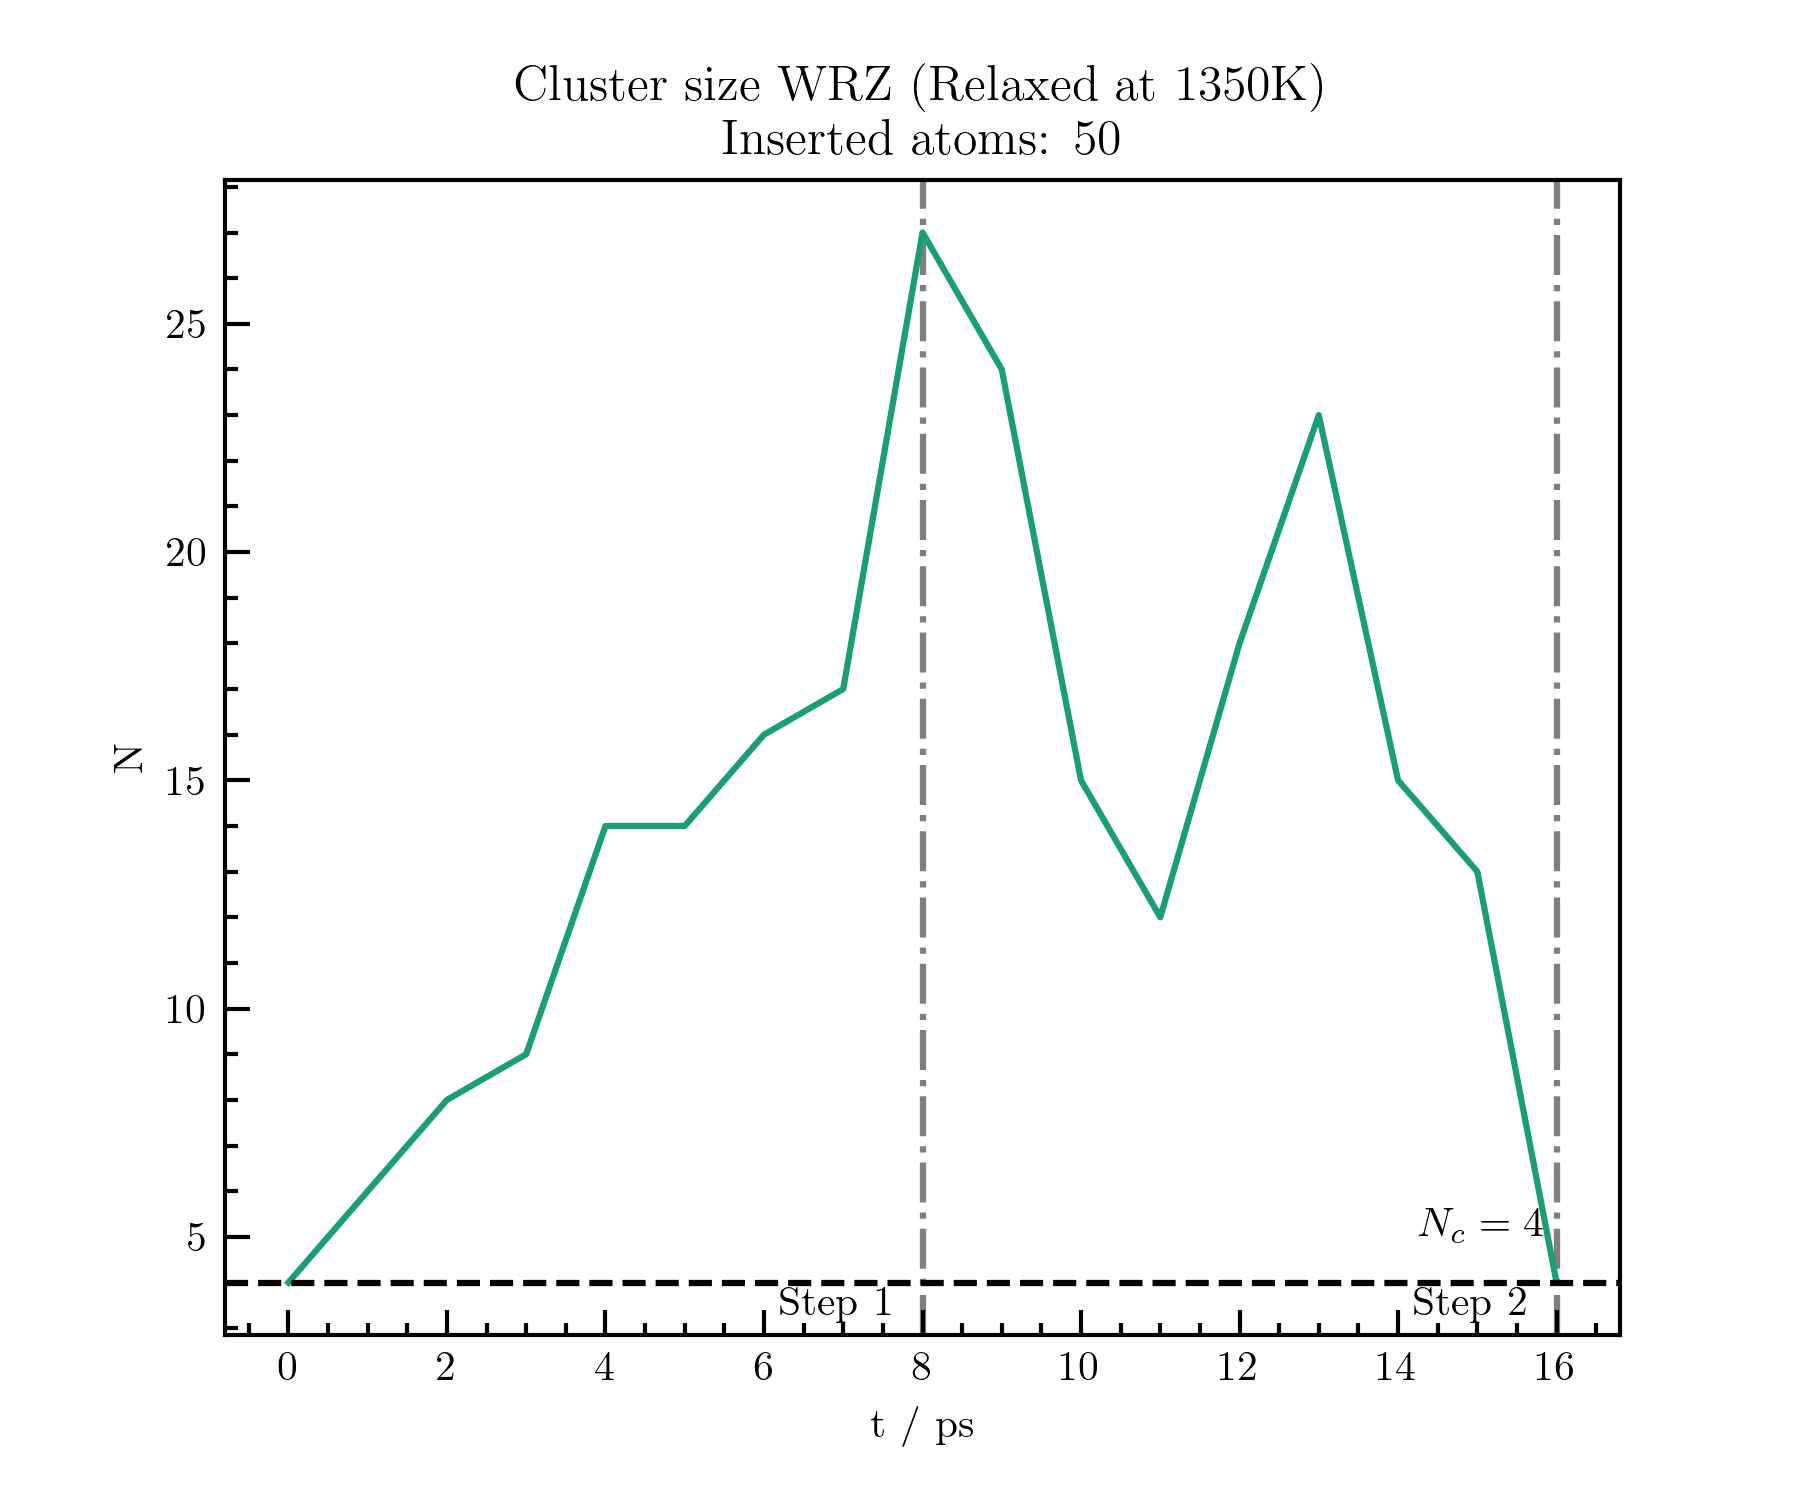 Cluster size WRZ (Relaxed at 1350K)
Inserted atoms: 50
25
20
15
10
5
N
N_c = 4
Step 1
Step 2
0 2 4 6 8 10 12 14 16
t / ps